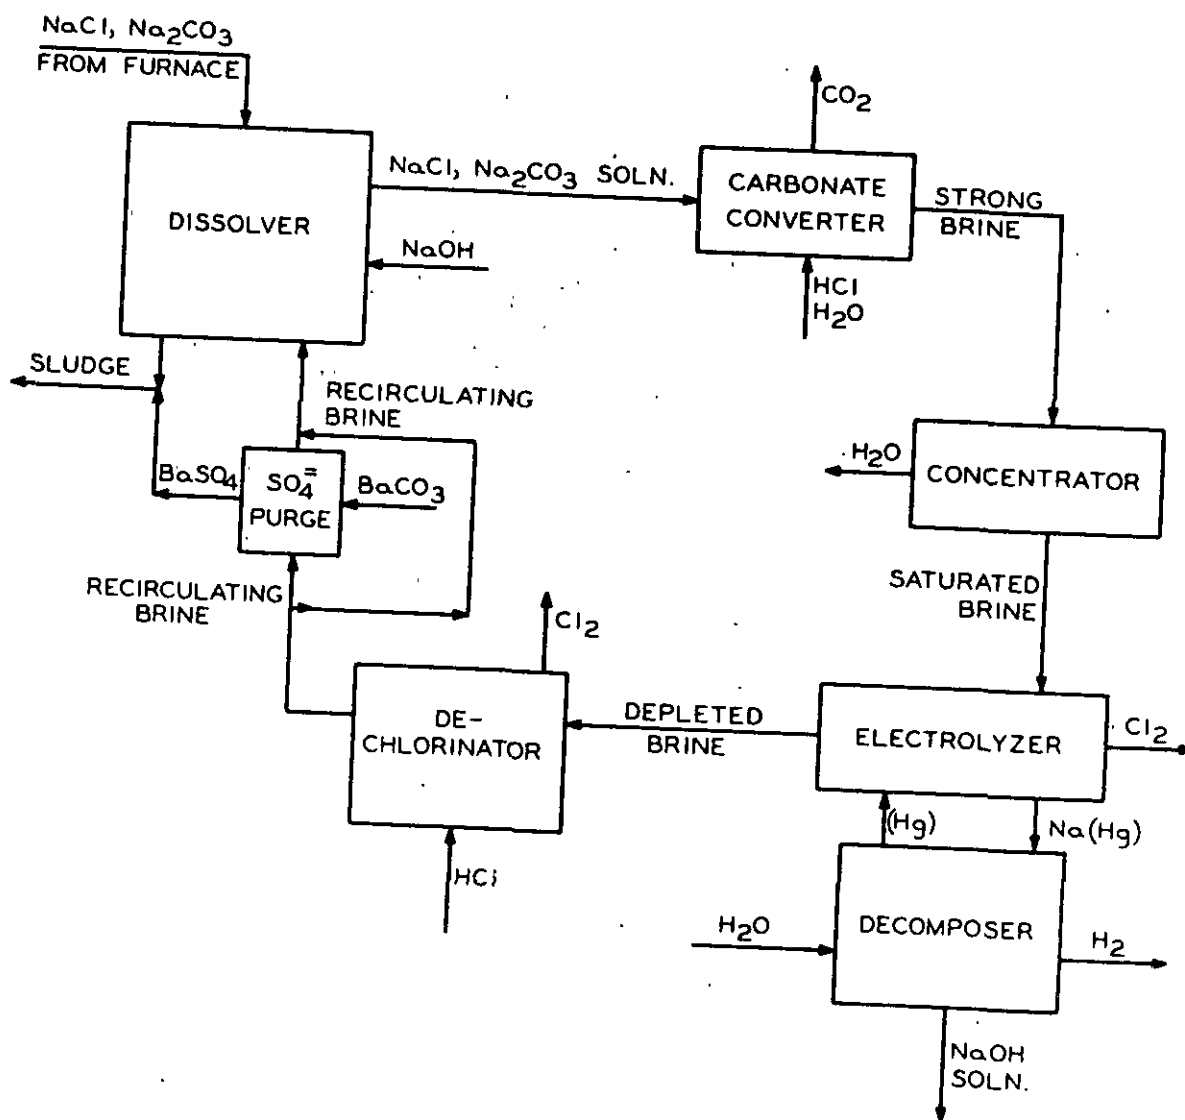 NaCl, Na2CO3
FROM FURNACE
DISSOLVER
NaCl, Na2CO3 SOLN.
NaOH
CO2
CARBONATE
CONVERTER
HCl
H2O
STRONG
BRINE
SLUDGE
RECIRCULATING
BRINE
BaSO4
SO4=
PURGE
BaCO3
H2O
CONCENTRATOR
RECIRCULATING
BRINE
SATURATED
BRINE
Cl2
DE-
CHLORINATOR
HCl
DEPLETED
BRINE
ELECTROLYZER
Cl2
(Hg)
Na(Hg)
H2O
DECOMPOSER
H2
NaOH
SOLN.